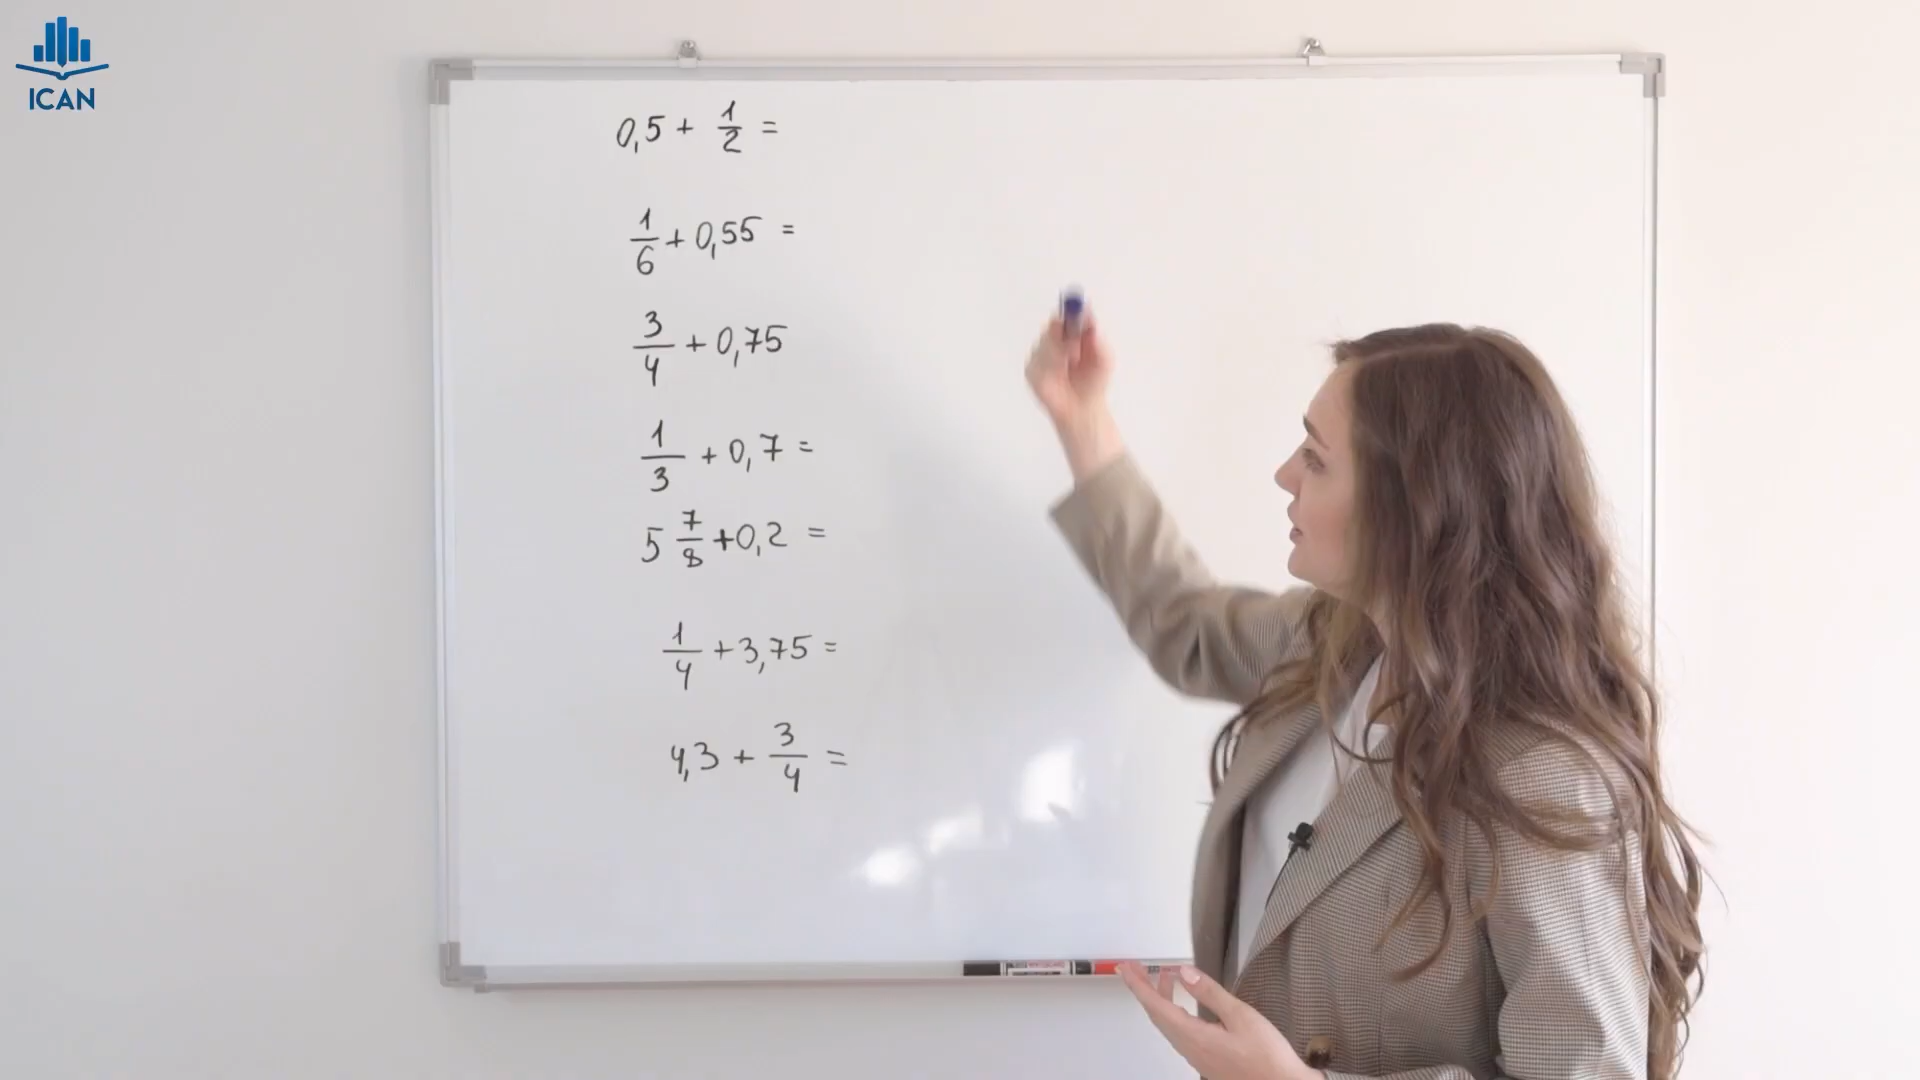 ICAN
0,5 + 1/2 =
1/6 + 0,55 =
3/4 + 0,75
1/3 + 0,7 =
5 7/8 + 0,2 =
1/4 + 3,75 =
4,3 + 3/4 =